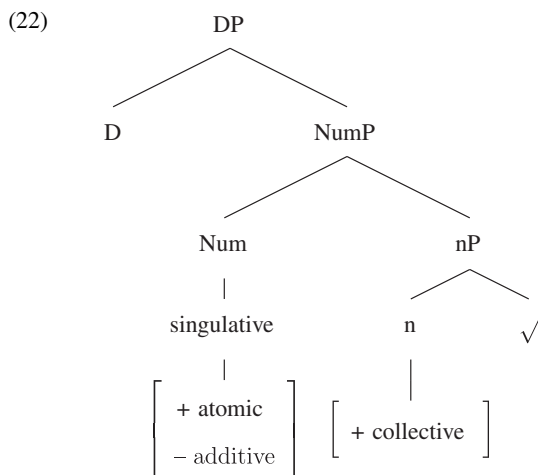 (22) DP
D NumP
Num nP
singulative n √
+ atomic + collective
– additive